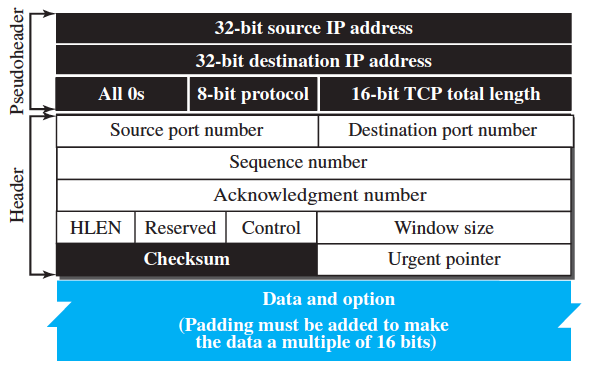 Pseudoheader
32-bit source IP address
32-bit destination IP address
All 0s
8-bit protocol
16-bit TCP total length
Header
Source port number
Destination port number
Sequence number
Acknowledgment number
HLEN
Reserved
Control
Window size
Checksum
Urgent pointer
Data and option
(Padding must be added to make
the data a multiple of 16 bits)